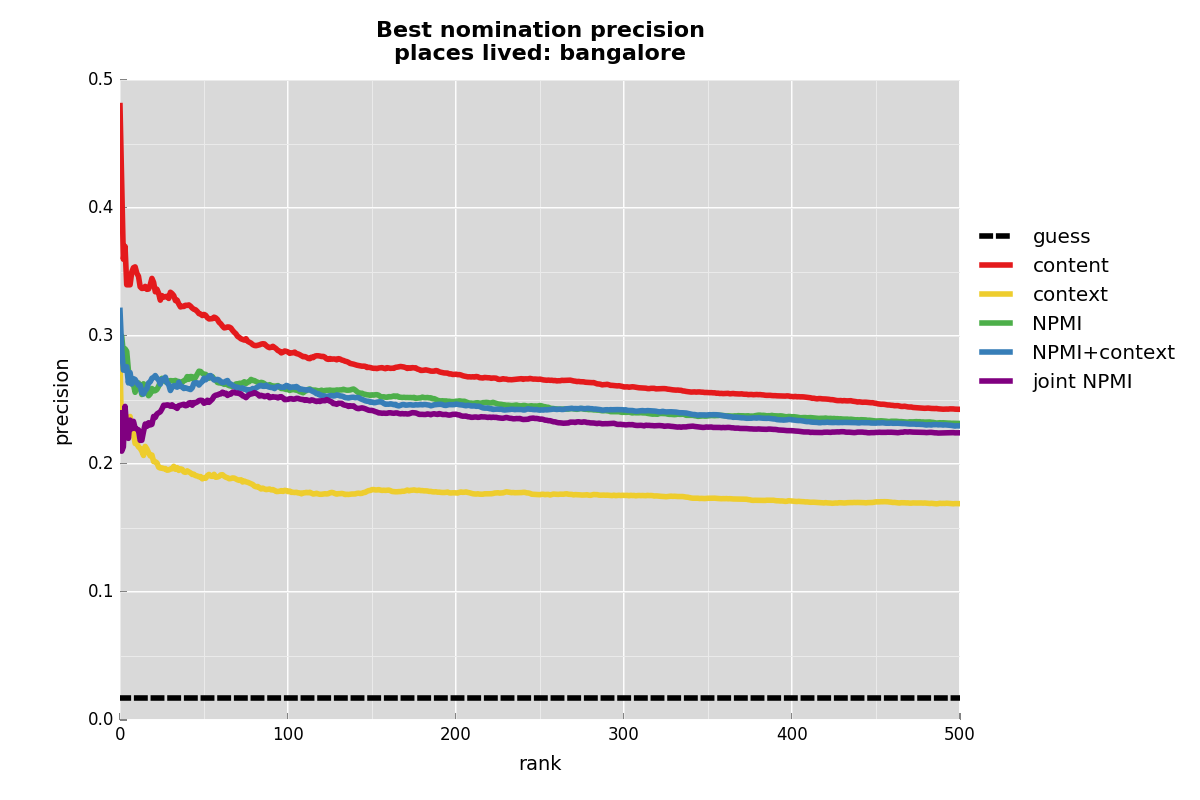 Best nomination precision
places lived: bangalore
precision
0.5
0.4
0.3
0.2
0.1
0.0
0
100
200
300
400
500
rank
guess
content
context
NPMI
NPMI+context
joint NPMI